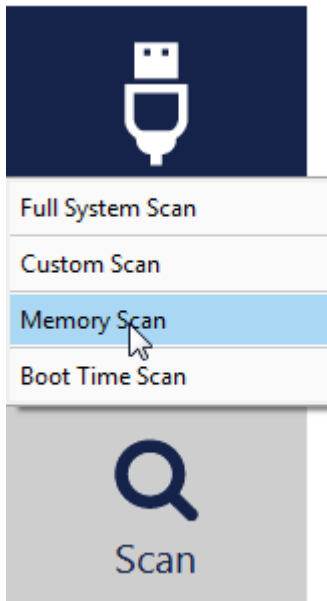 Full System Scan
Custom Scan
Memory Scan
Boot Time Scan
Scan